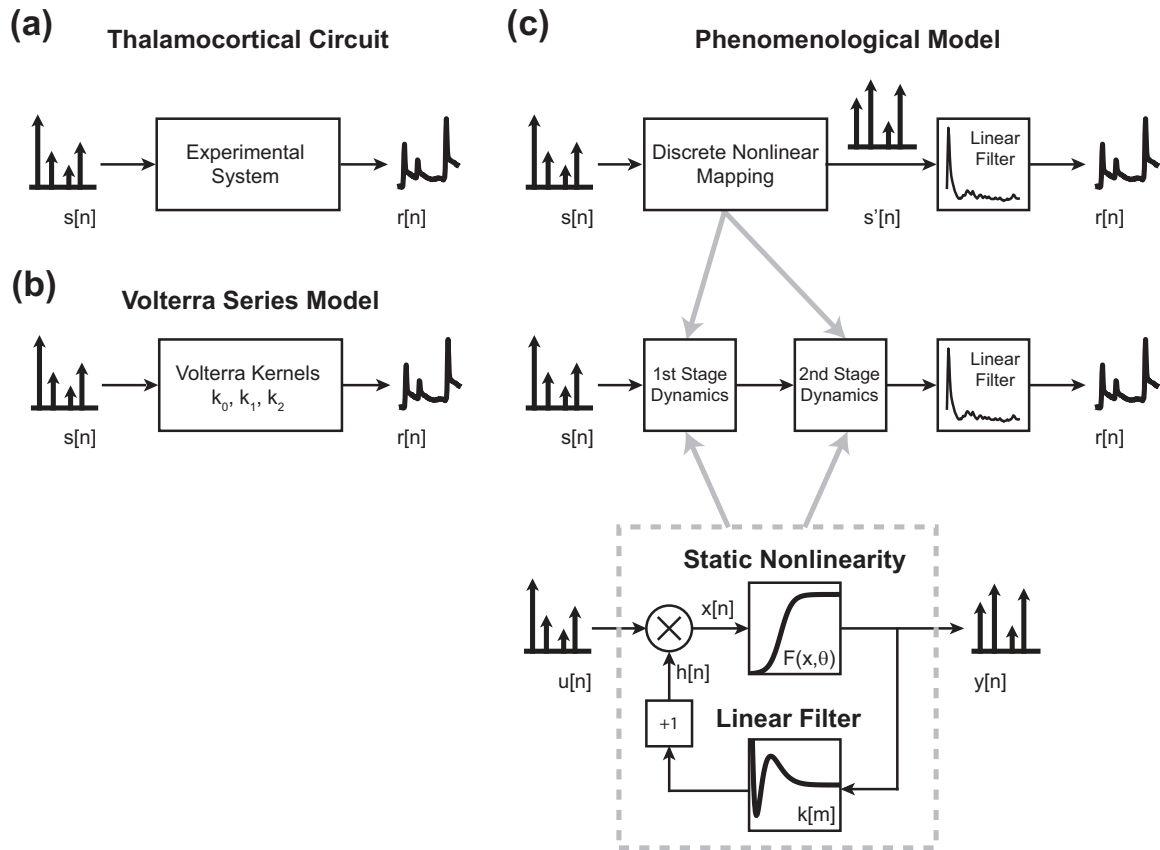 (a)
Thalamocortical Circuit
s[n]
Experimental
System
r[n]
(b)
Volterra Series Model
s[n]
Volterra Kernels
k0, k1, k2
r[n]
(c)
Phenomenological Model
s[n]
Discrete Nonlinear
Mapping
s'[n]
Linear
Filter
r[n]
s[n]
1st Stage
Dynamics
2nd Stage
Dynamics
Linear
Filter
r[n]
Static Nonlinearity
u[n]
x[n]
F(x,θ)
h[n]
y[n]
+1
Linear Filter
k[m]